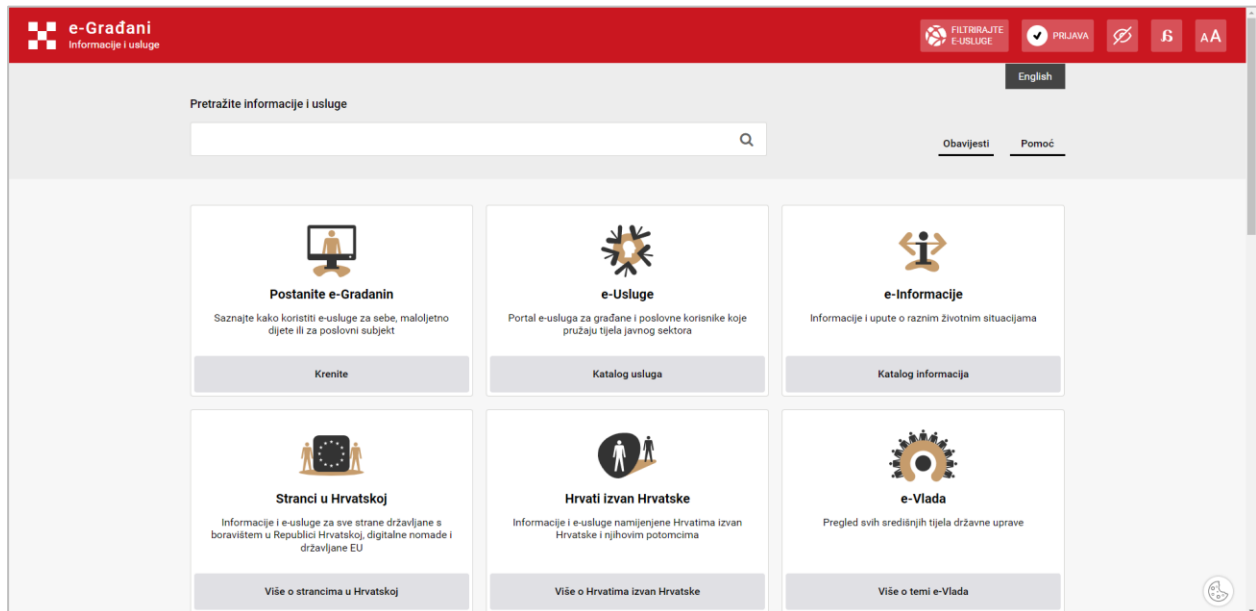 e-Građani
Informacije i usluge
FILTRIRAJTE
E-USLUGE
PRIJAVA
AA
English
Pretražite informacije i usluge
Obavijesti
Pomoć
Postanite e-Građanin
Saznajte kako koristiti e-usluge za sebe, maloljetno
dijete ili za poslovni subjekt
Krenite
e-Usluge
Portal e-usluga za građane i poslovne korisnike koje
pružaju tijela javnog sektora
Katalog usluga
e-Informacije
Informacije i upute o raznim životnim situacijama
Katalog informacija
Stranci u Hrvatskoj
Informacije i e-usluge za sve strane državljane s
boravištem u Republici Hrvatskoj, digitalne nomade i
državljane EU
Više o strancima u Hrvatskoj
Hrvati izvan Hrvatske
Informacije i e-usluge namijenjene Hrvatima izvan
Hrvatske i njihovim potomcima
Više o Hrvatima izvan Hrvatske
e-Vlada
Pregled svih središnjih tijela državne uprave
Više o temi e-Vlada